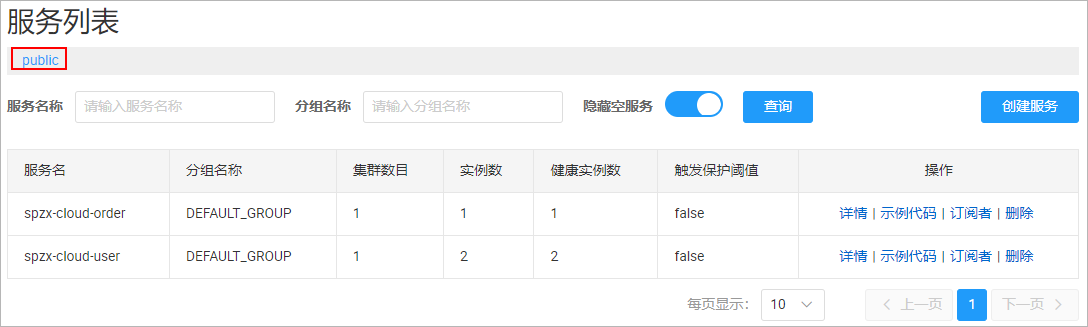 服务列表
public
服务名称 请输入服务名称 分组名称 请输入分组名称 隐藏空服务 查询 创建服务
服务名 分组名称 集群数目 实例数 健康实例数 触发保护阈值 操作
spzx-cloud-order DEFAULT_GROUP 1 1 1 false 详情 | 示例代码 | 订阅者 | 删除
spzx-cloud-user DEFAULT_GROUP 1 2 2 false 详情 | 示例代码 | 订阅者 | 删除
每页显示: 10 上一页 1 下一页